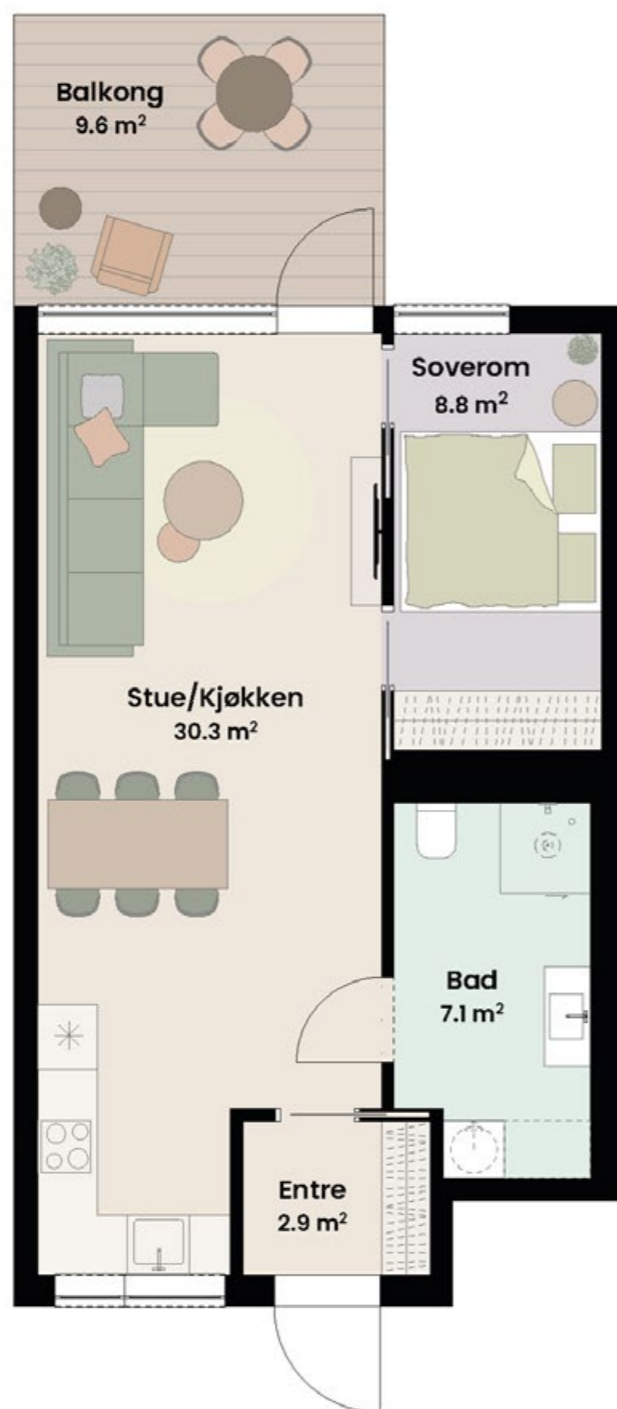 Balkong
9.6 m²
Soverom
8.8 m²
Stue/Kjøkken
30.3 m²
Bad
7.1 m²
Entre
2.9 m²